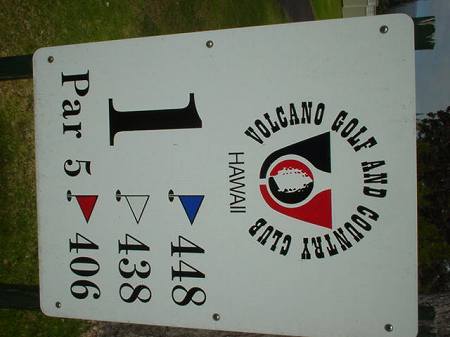 VOLCANO GOLF AND COUNTRY CLUB
HAWAII
1
448
438
Par 5
406